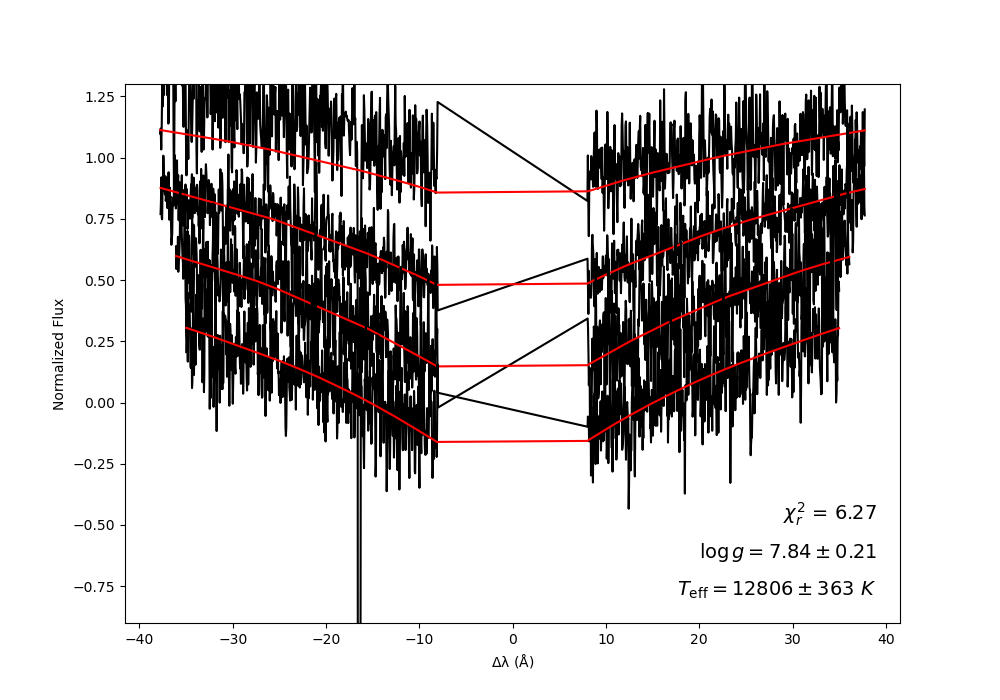 1.25
1.00
0.75
0.50
0.25
0.00
−0.25
−0.50
−0.75
Normalized Flux
χ²ᵣ = 6.27
log g = 7.84 ± 0.21
T_eff = 12806 ± 363 K
−40 −30 −20 −10 0 10 20 30 40
Δλ (Å)